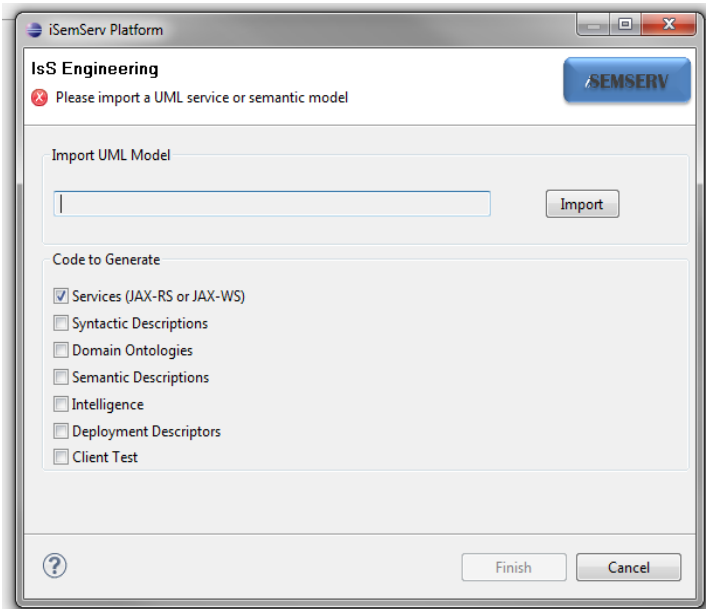 iSemServ Platform
IsS Engineering
Please import a UML service or semantic model
iSEMSERV
Import UML Model
Import
Code to Generate
Services (JAX-RS or JAX-WS)
Syntactic Descriptions
Domain Ontologies
Semantic Descriptions
Intelligence
Deployment Descriptors
Client Test
?
Finish
Cancel